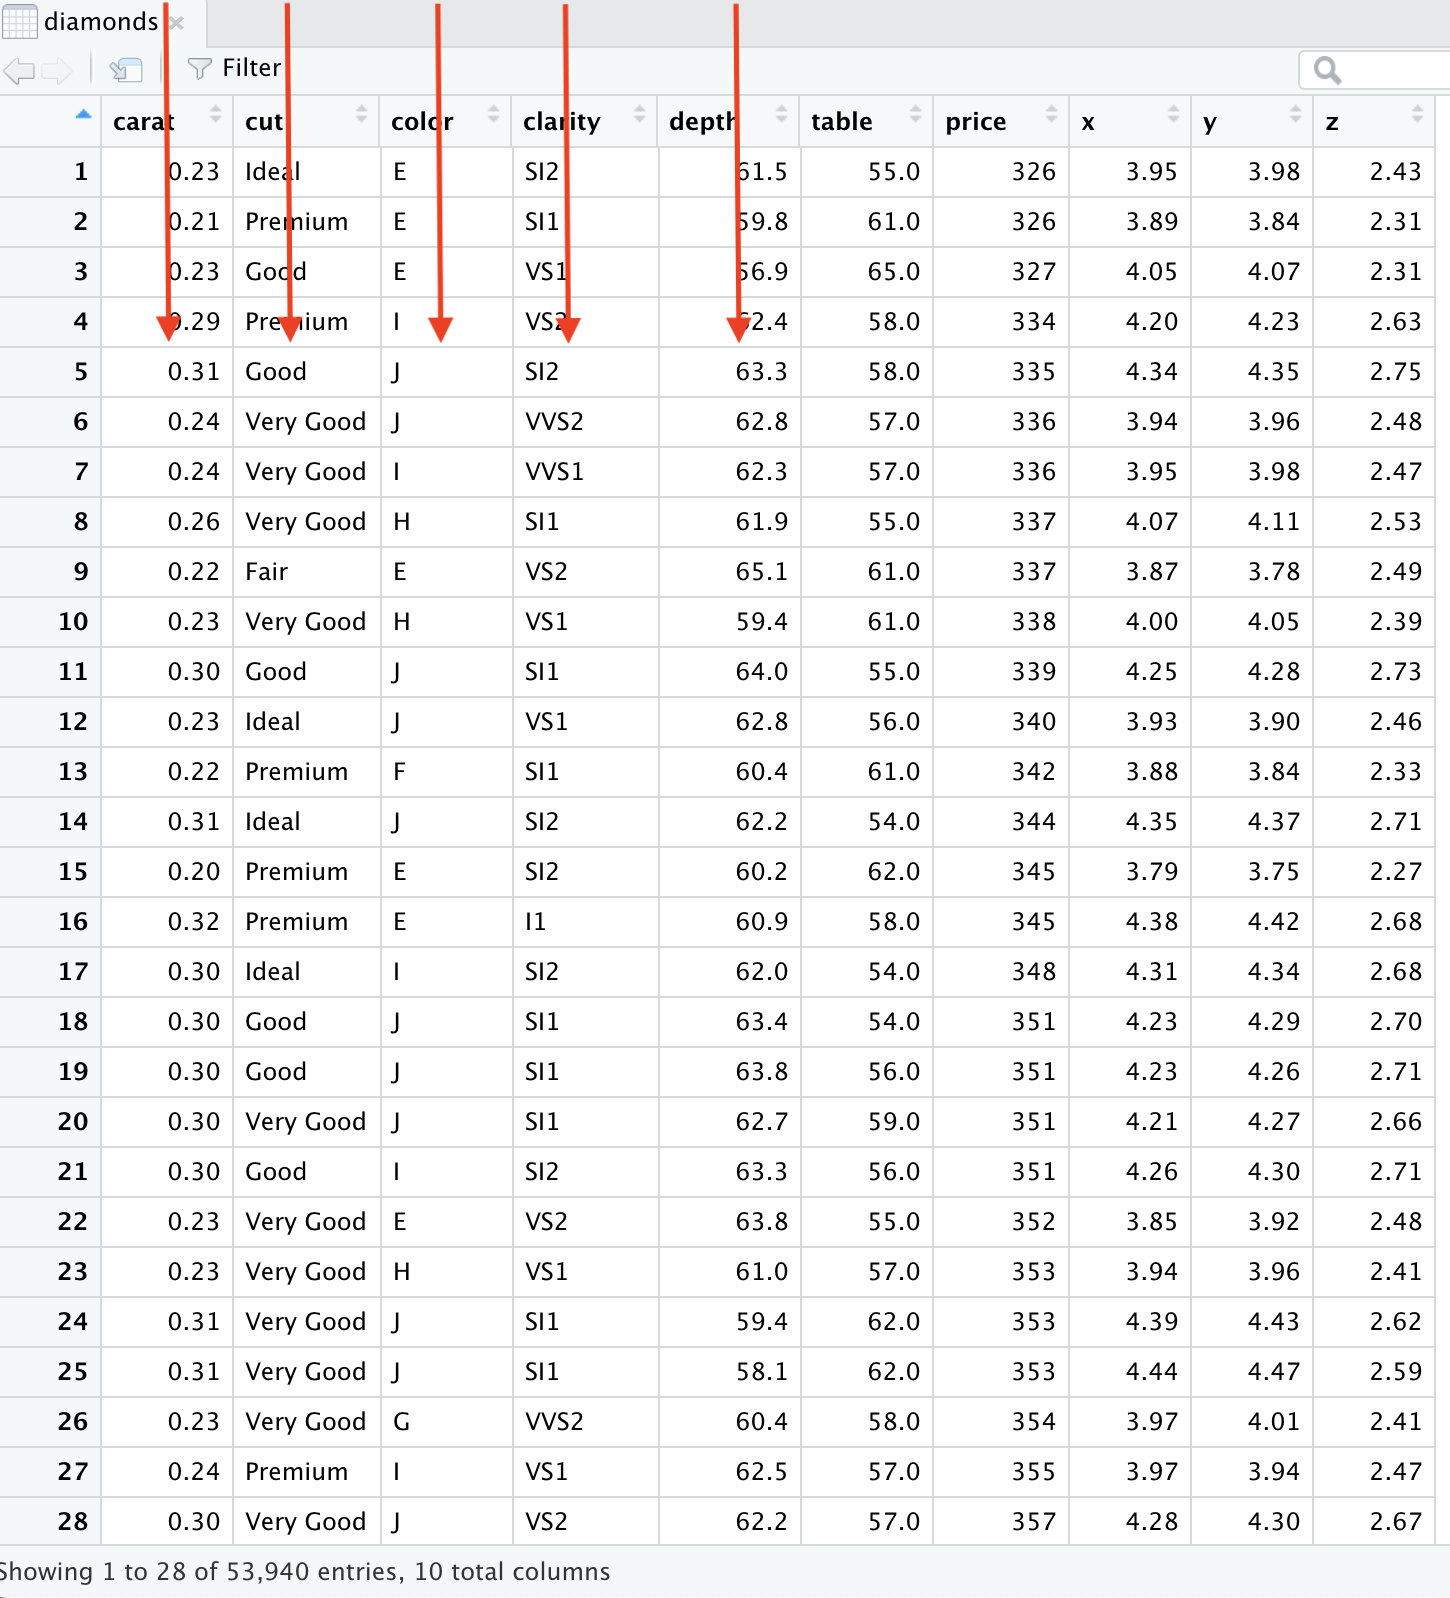 diamonds
Filter
carat cut color clarity depth table price x y z
1 0.23 Ideal E SI2 61.5 55.0 326 3.95 3.98 2.43
2 0.21 Premium E SI1 59.8 61.0 326 3.89 3.84 2.31
3 0.23 Good E VS1 56.9 65.0 327 4.05 4.07 2.31
4 0.29 Premium I VS2 62.4 58.0 334 4.20 4.23 2.63
5 0.31 Good J SI2 63.3 58.0 335 4.34 4.35 2.75
6 0.24 Very Good J VVS2 62.8 57.0 336 3.94 3.96 2.48
7 0.24 Very Good I VVS1 62.3 57.0 336 3.95 3.98 2.47
8 0.26 Very Good H SI1 61.9 55.0 337 4.07 4.11 2.53
9 0.22 Fair E VS2 65.1 61.0 337 3.87 3.78 2.49
10 0.23 Very Good H VS1 59.4 61.0 338 4.00 4.05 2.39
11 0.30 Good J SI1 64.0 55.0 339 4.25 4.28 2.73
12 0.23 Ideal J VS1 62.8 56.0 340 3.93 3.90 2.46
13 0.22 Premium F SI1 60.4 61.0 342 3.88 3.84 2.33
14 0.31 Ideal J SI2 62.2 54.0 344 4.35 4.37 2.71
15 0.20 Premium E SI2 60.2 62.0 345 3.79 3.75 2.27
16 0.32 Premium E I1 60.9 58.0 345 4.38 4.42 2.68
17 0.30 Ideal I SI2 62.0 54.0 348 4.31 4.34 2.68
18 0.30 Good J SI1 63.4 54.0 351 4.23 4.29 2.70
19 0.30 Good J SI1 63.8 56.0 351 4.23 4.26 2.71
20 0.30 Very Good J SI1 62.7 59.0 351 4.21 4.27 2.66
21 0.30 Good I SI2 63.3 56.0 351 4.26 4.30 2.71
22 0.23 Very Good E VS2 63.8 55.0 352 3.85 3.92 2.48
23 0.23 Very Good H VS1 61.0 57.0 353 3.94 3.96 2.41
24 0.31 Very Good J SI1 59.4 62.0 353 4.39 4.43 2.62
25 0.31 Very Good J SI1 58.1 62.0 353 4.44 4.47 2.59
26 0.23 Very Good G VVS2 60.4 58.0 354 3.97 4.01 2.41
27 0.24 Premium I VS1 62.5 57.0 355 3.97 3.94 2.47
28 0.30 Very Good J VS2 62.2 57.0 357 4.28 4.30 2.67
Showing 1 to 28 of 53,940 entries, 10 total columns